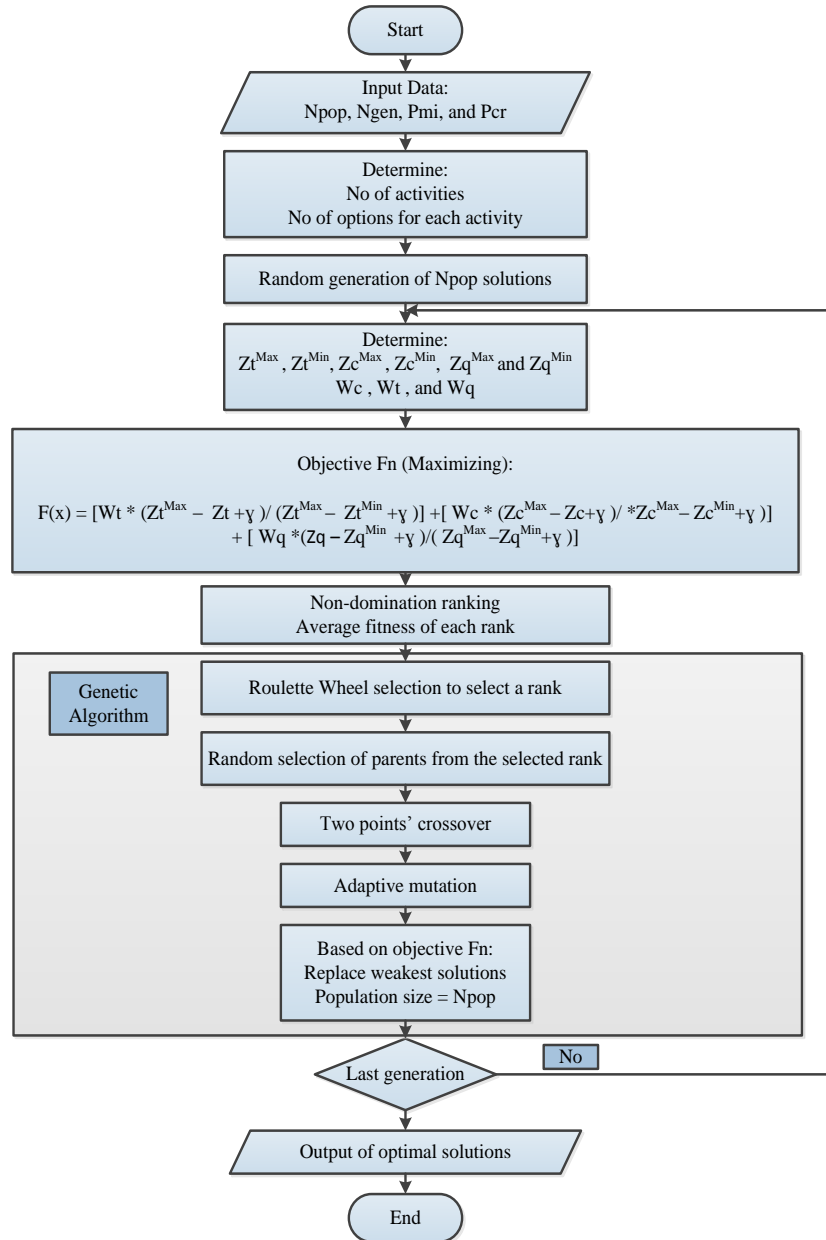 Start
Input Data:
Npop, Ngen, Pmi, and Pcr
Determine:
No of activities
No of options for each activity
Random generation of Npop solutions
Determine:
Zt^Max , Zt^Min, Zc^Max, Zc^Min, Zq^Max and Zq^Min
Wc , Wt , and Wq
Objective Fn (Maximizing):
F(x) = [Wt * (Zt^Max – Zt +ɣ )/ (Zt^Max – Zt^Min +ɣ )] +[ Wc * (Zc^Max – Zc+ɣ )/ *Zc^Max – Zc^Min+ɣ )]
+ [ Wq *(Zq – Zq^Min +ɣ )/( Zq^Max –Zq^Min+ɣ )]
Non-domination ranking
Average fitness of each rank
Genetic
Algorithm
Roulette Wheel selection to select a rank
Random selection of parents from the selected rank
Two points’ crossover
Adaptive mutation
Based on objective Fn:
Replace weakest solutions
Population size = Npop
Last generation
No
Output of optimal solutions
End